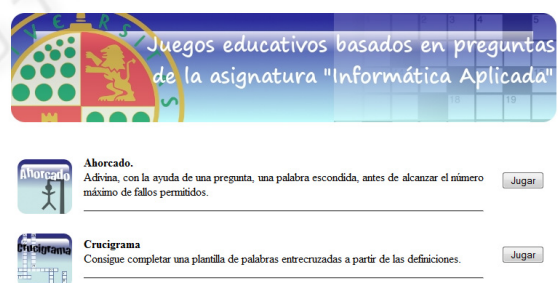 Juegos educativos basados en preguntas
de la asignatura "Informática Aplicada"
Ahorcado
Ahorcado.
Adivina, con la ayuda de una pregunta, una palabra escondida, antes de alcanzar el número
máximo de fallos permitidos.
Jugar
Crucigrama
Crucigrama
Consigue completar una plantilla de palabras entrecruzadas a partir de las definiciones.
Jugar